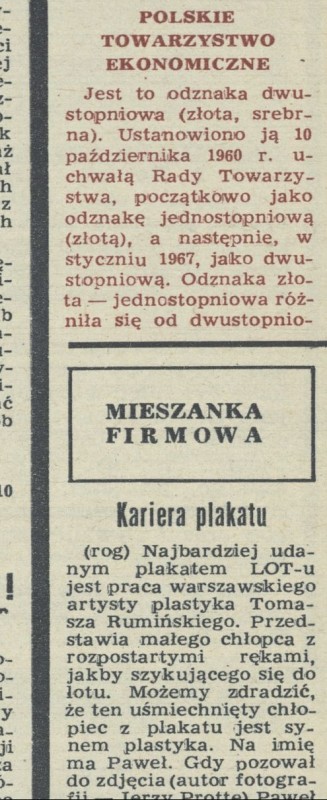 POLSKIE
TOWARZYSTWO
EKONOMICZNE
Jest to odznaka dwu-
stopniowa (złota, srebr-
na). Ustanowiono ją 10
października 1960 r. u-
chwałą Rady Towarzy-
stwa, początkowo jako
odznakę jednostopniową
(złotą), a następnie, w
styczniu 1967, jako dwu-
stopniową. Odznaka zło-
ta — jednostopniowa róż-
niła się od dwustopnio-
MIESZANKA
FIRMOWA
Kariera plakatu
(rog) Najbardziej uda-
nym plakatem LOT-u
jest praca warszawskiego
artysty plastyka Toma-
sza Rumińskiego. Przed-
stawia małego chłopca z
rozpostartymi rękami,
jakby szykującego się do
lotu. Możemy zdradzić,
że ten uśmiechnięty chło-
piec z plakatu jest sy-
nem plastyka. Na imię
ma Paweł. Gdy pozował
do zdjęcia (autor fotogra-
fii — Jerzy Protte) Paweł